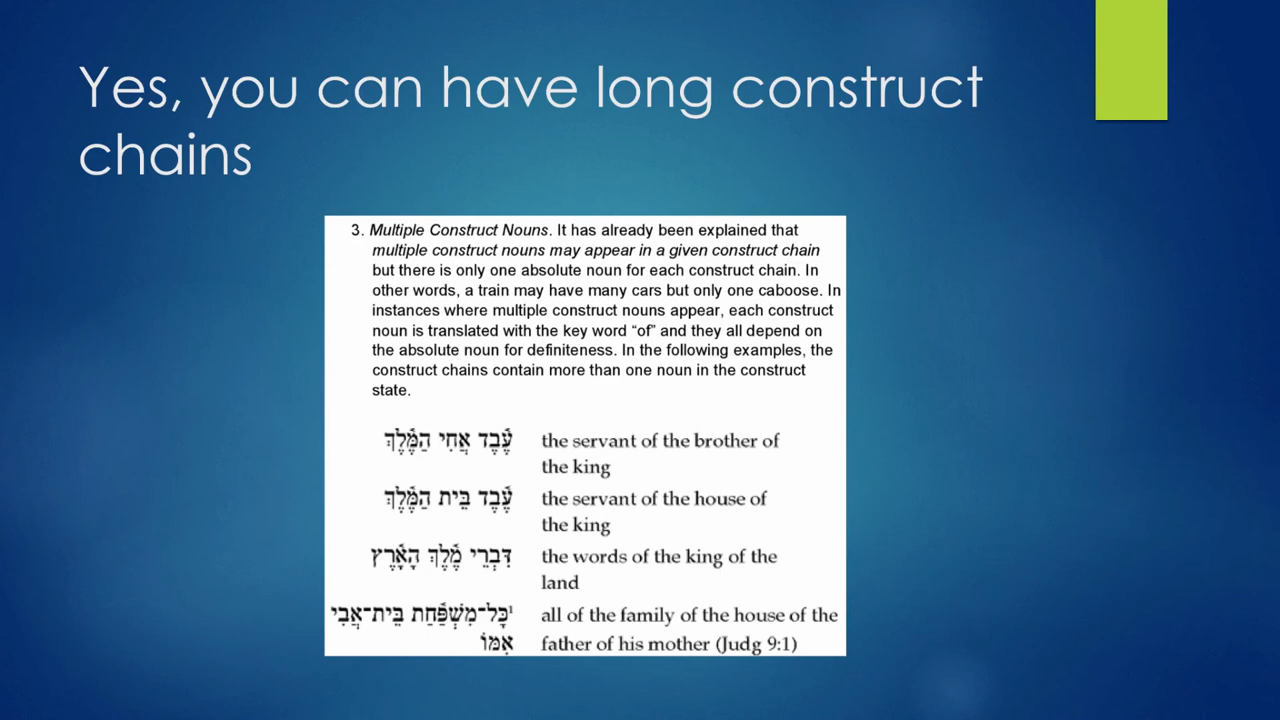 Yes, you can have long construct
chains
3. Multiple Construct Nouns. It has already been explained that
multiple construct nouns may appear in a given construct chain
but there is only one absolute noun for each construct chain. In
other words, a train may have many cars but only one caboose. In
instances where multiple construct nouns appear, each construct
noun is translated with the key word “of” and they all depend on
the absolute noun for definiteness. In the following examples, the
construct chains contain more than one noun in the construct
state.
עֶ֫בֶד אֲחִי הַמֶּ֫לֶךְ the servant of the brother of
the king
עֶ֫בֶד בֵּית הַמֶּ֫לֶךְ the servant of the house of
the king
דִּבְרֵי מֶ֫לֶךְ הָאָ֫רֶץ the words of the king of the
land
¹כָּל־מִשְׁפַּ֫חַת בֵּית־אֲבִי all of the family of the house of the
אִמּוֹ father of his mother (Judg 9:1)